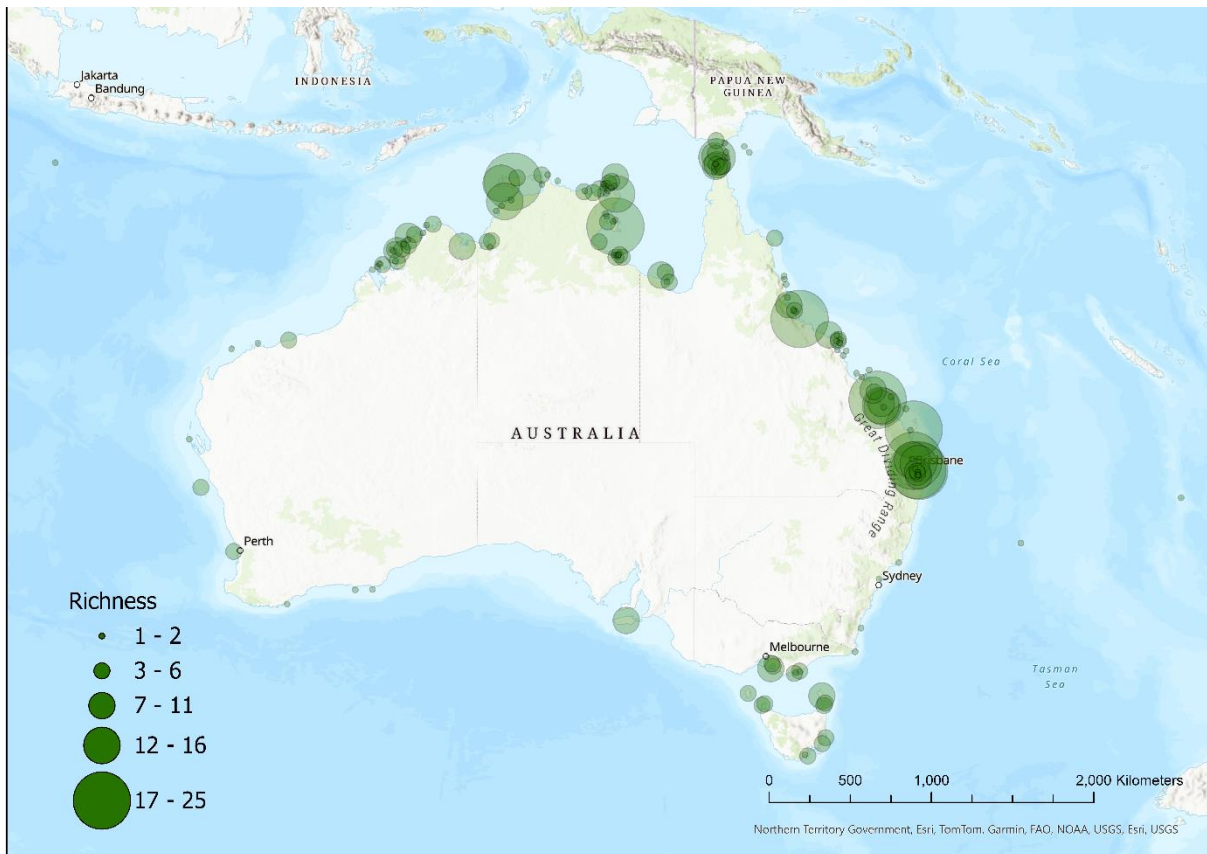 Jakarta
Bandung
INDONESIA
PAPUA NEW
GUINEA
Coral Sea
AUSTRALIA
Great Dividing Range
Brisbane
Perth
Sydney
Melbourne
Tasman
Sea
Richness
1 - 2
3 - 6
7 - 11
12 - 16
17 - 25
0 500 1,000 2,000 Kilometers
Northern Territory Government, Esri, TomTom, Garmin, FAO, NOAA, USGS, Esri, USGS